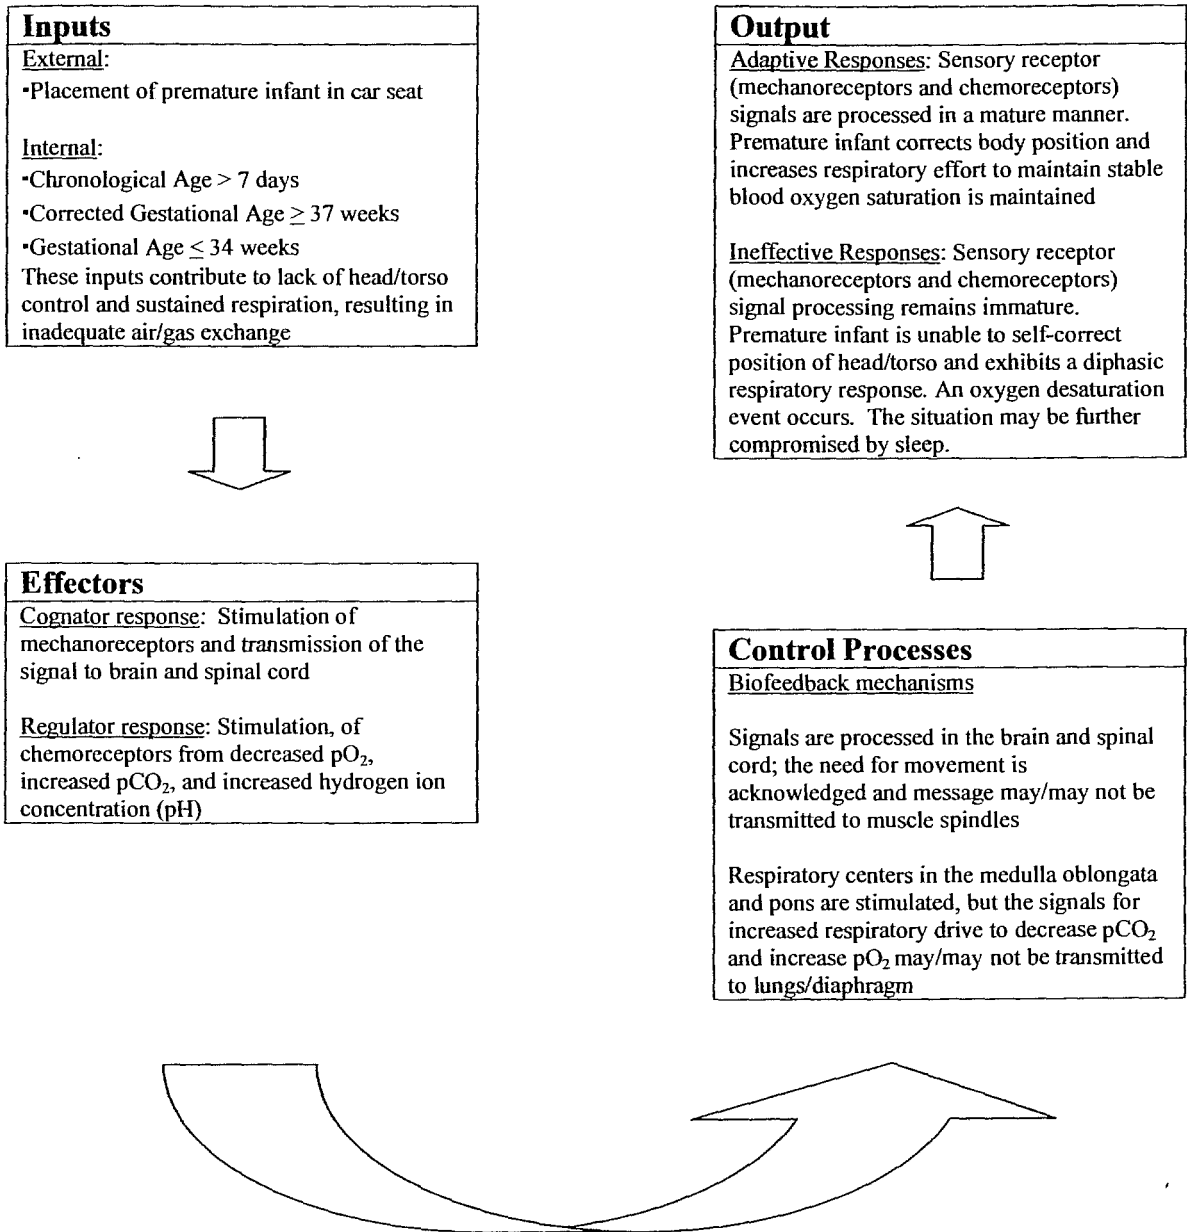 Inputs
External:
▪Placement of premature infant in car seat
Internal:
▪Chronological Age > 7 days
▪Corrected Gestational Age ≥ 37 weeks
▪Gestational Age ≤ 34 weeks
These inputs contribute to lack of head/torso
control and sustained respiration, resulting in
inadequate air/gas exchange
Effectors
Cognator response: Stimulation of
mechanoreceptors and transmission of the
signal to brain and spinal cord
Regulator response: Stimulation, of
chemoreceptors from decreased pO₂,
increased pCO₂, and increased hydrogen ion
concentration (pH)
Control Processes
Biofeedback mechanisms
Signals are processed in the brain and spinal
cord; the need for movement is
acknowledged and message may/may not be
transmitted to muscle spindles
Respiratory centers in the medulla oblongata
and pons are stimulated, but the signals for
increased respiratory drive to decrease pCO₂
and increase pO₂ may/may not be transmitted
to lungs/diaphragm
Output
Adaptive Responses: Sensory receptor
(mechanoreceptors and chemoreceptors)
signals are processed in a mature manner.
Premature infant corrects body position and
increases respiratory effort to maintain stable
blood oxygen saturation is maintained
Ineffective Responses: Sensory receptor
(mechanoreceptors and chemoreceptors)
signal processing remains immature.
Premature infant is unable to self-correct
position of head/torso and exhibits a diphasic
respiratory response. An oxygen desaturation
event occurs. The situation may be further
compromised by sleep.